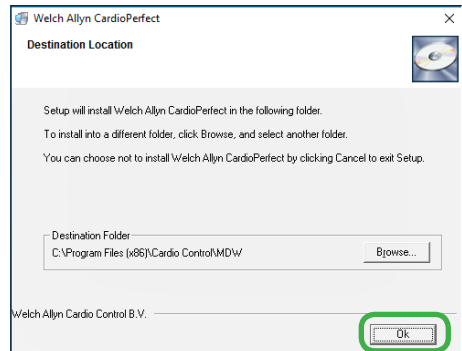 Welch Allyn CardioPerfect
Destination Location
Setup will install Welch Allyn CardioPerfect in the following folder.
To install into a different folder, click Browse, and select another folder.
You can choose not to install Welch Allyn CardioPerfect by clicking Cancel to exit Setup.
Destination Folder
C:\Program Files (x86)\Cardio Control\MDW
Browse...
Welch Allyn Cardio Control B.V.
Ok